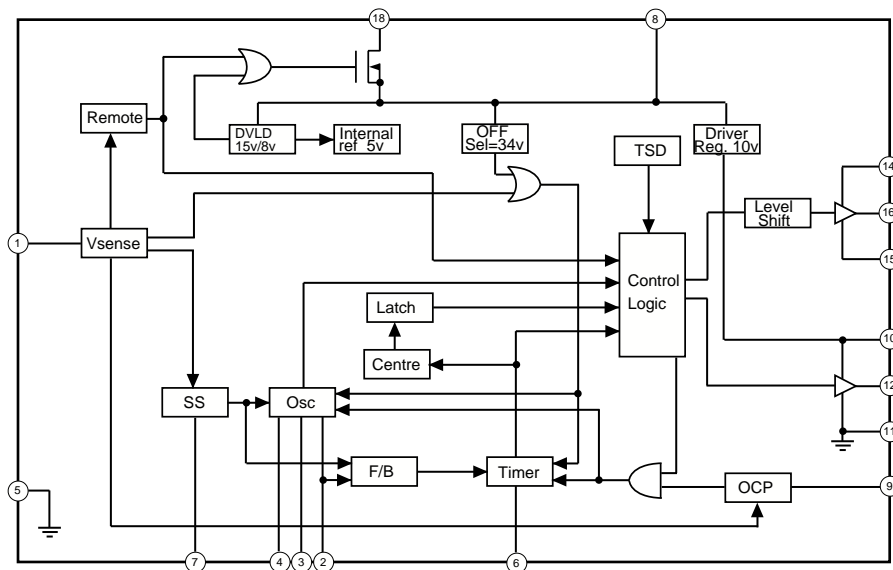 18
8
Remote
DVLD
15v/8v
Internal
ref 5v
OFF
Sel=34v
TSD
Driver
Reg. 10v
14
Level
Shift
16
1
Vsense
15
Control
Logic
Latch
Centre
10
12
SS
Osc
11
F/B
Timer
OCP
5
9
7
4
3
2
6